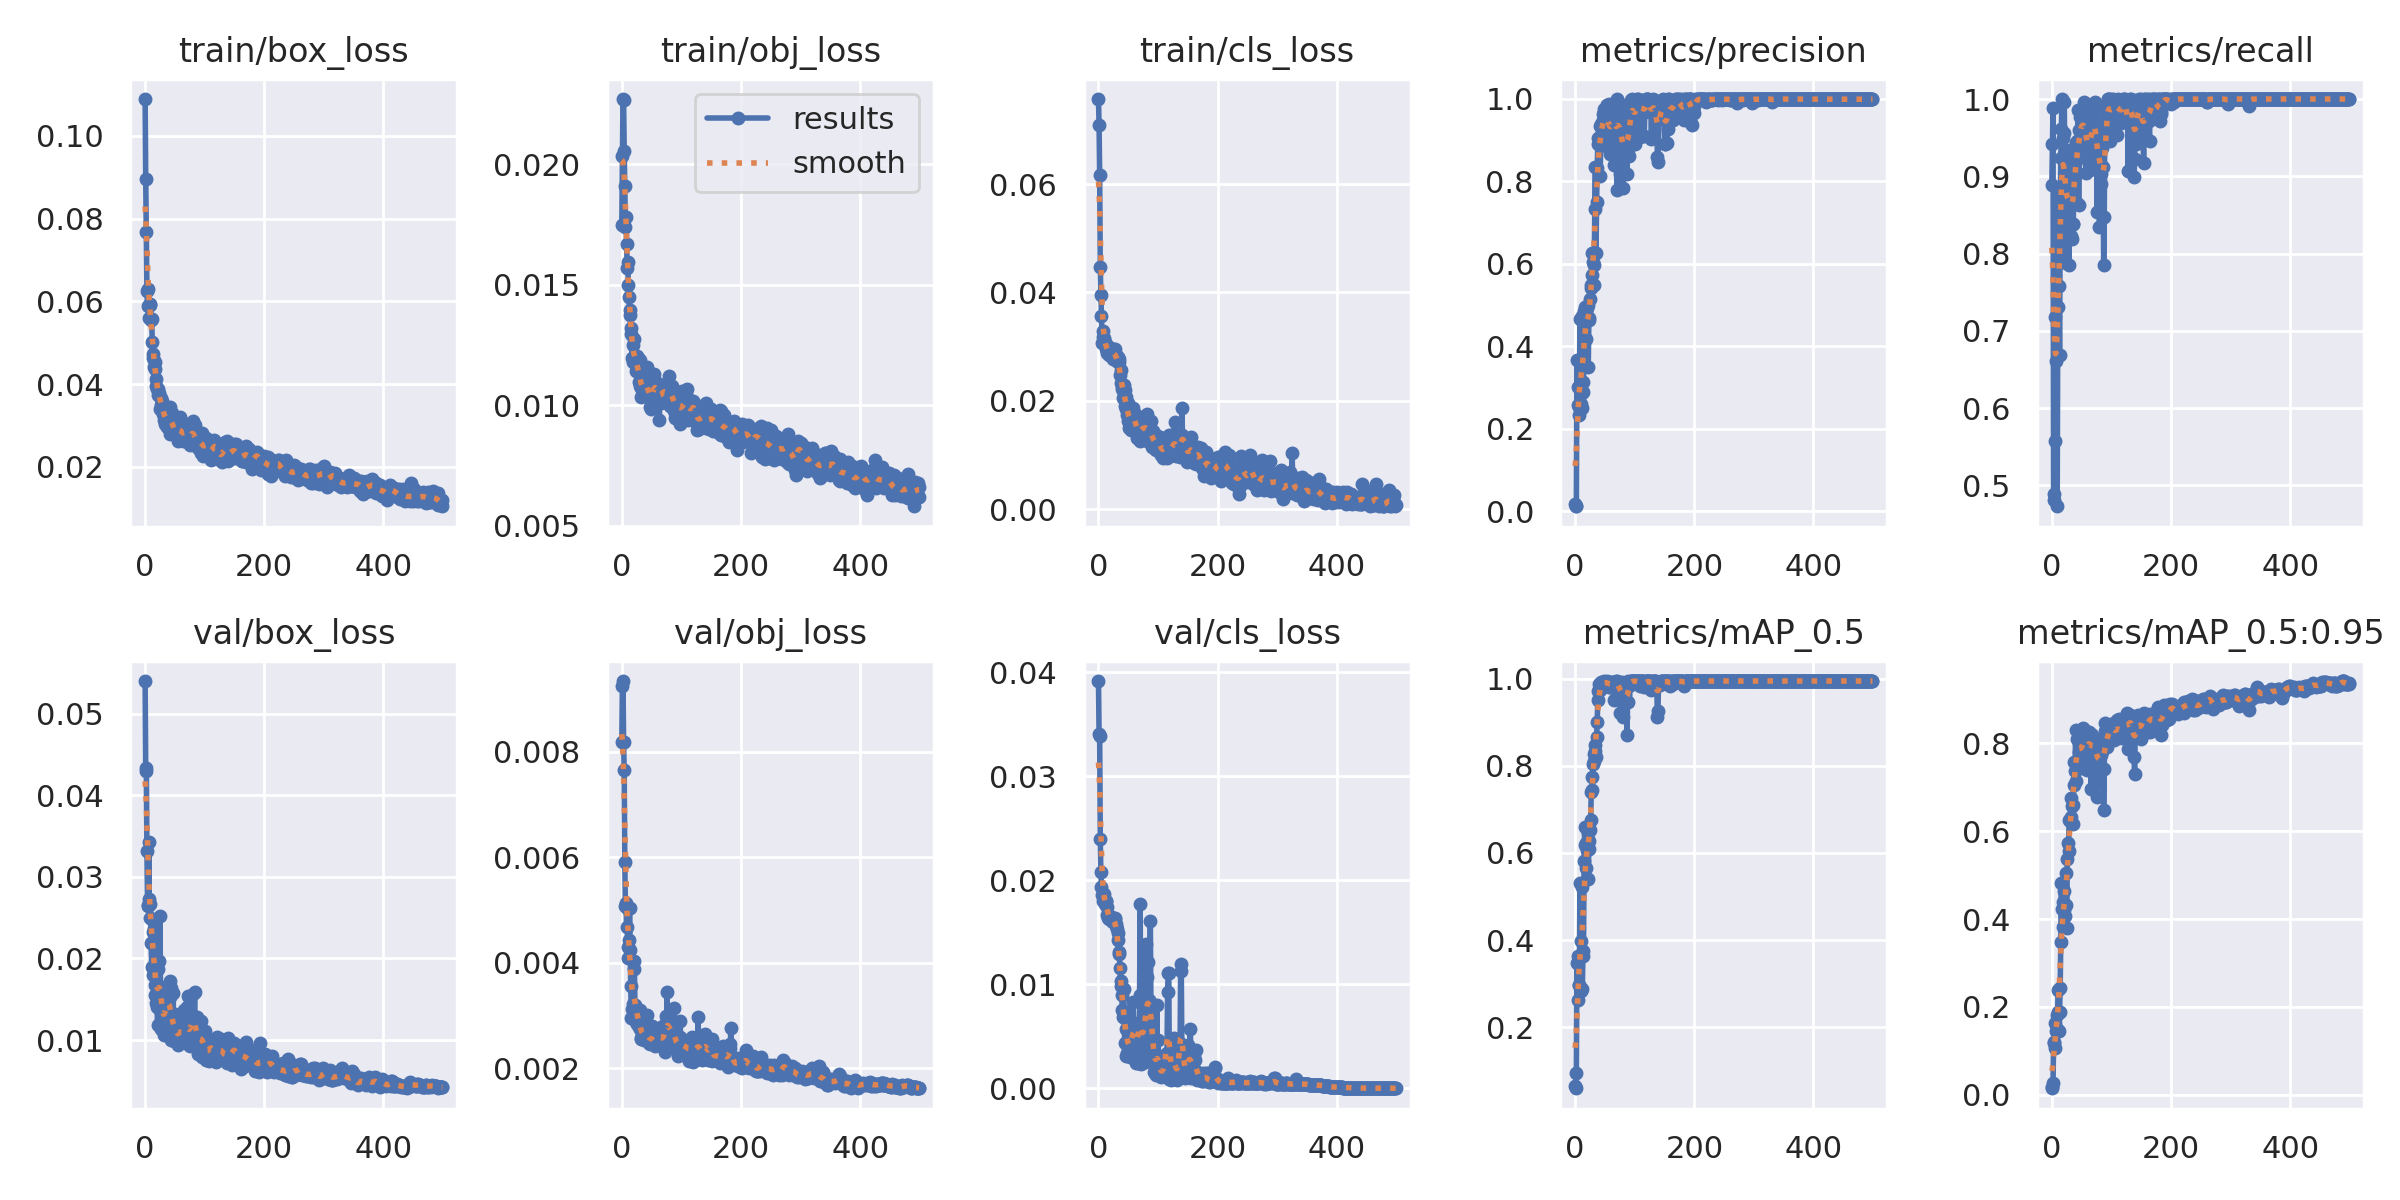 train/box_loss
train/obj_loss
train/cls_loss
metrics/precision
metrics/recall
results
smooth
0.10
0.08
0.06
0.04
0.02
0 200 400
0.020
0.015
0.010
0.005
0 200 400
0.06
0.04
0.02
0.00
0 200 400
1.0
0.8
0.6
0.4
0.2
0.0
0 200 400
1.0
0.9
0.8
0.7
0.6
0.5
0 200 400
val/box_loss
val/obj_loss
val/cls_loss
metrics/mAP_0.5
metrics/mAP_0.5:0.95
0.05
0.04
0.03
0.02
0.01
0 200 400
0.008
0.006
0.004
0.002
0 200 400
0.04
0.03
0.02
0.01
0.00
0 200 400
1.0
0.8
0.6
0.4
0.2
0 200 400
0.8
0.6
0.4
0.2
0.0
0 200 400